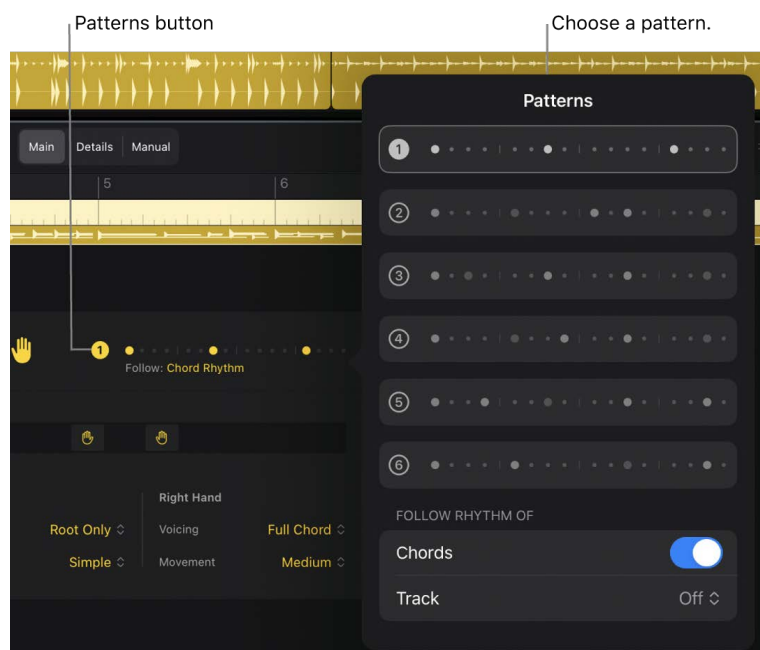 Patterns button
Choose a pattern.
Patterns
Main Details Manual
1
5 6
2
3
4
1
Follow: Chord Rhythm
5
6
Right Hand
FOLLOW RHYTHM OF
Root Only Voicing Full Chord
Chords
Simple Movement Medium
Track Off